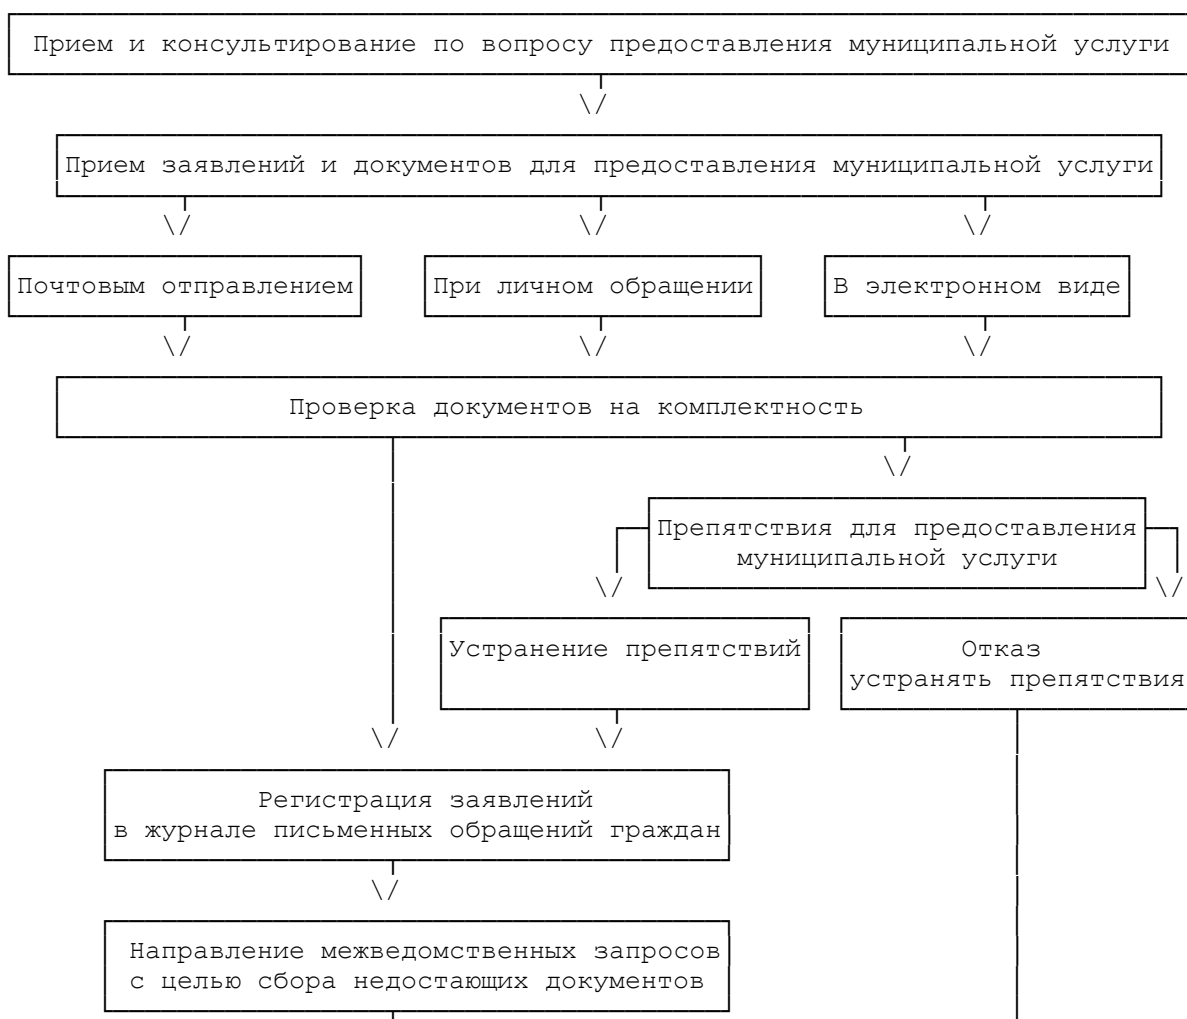 Прием и консультирование по вопросу предоставления муниципальной услуги
Прием заявлений и документов для предоставления муниципальной услуги
Почтовым отправлением
При личном обращении
В электронном виде
Проверка документов на комплектность
Препятствия для предоставления
муниципальной услуги
Устранение препятствий
Отказ
устранять препятствия
Регистрация заявлений
в журнале письменных обращений граждан
Направление межведомственных запросов
с целью сбора недостающих документов